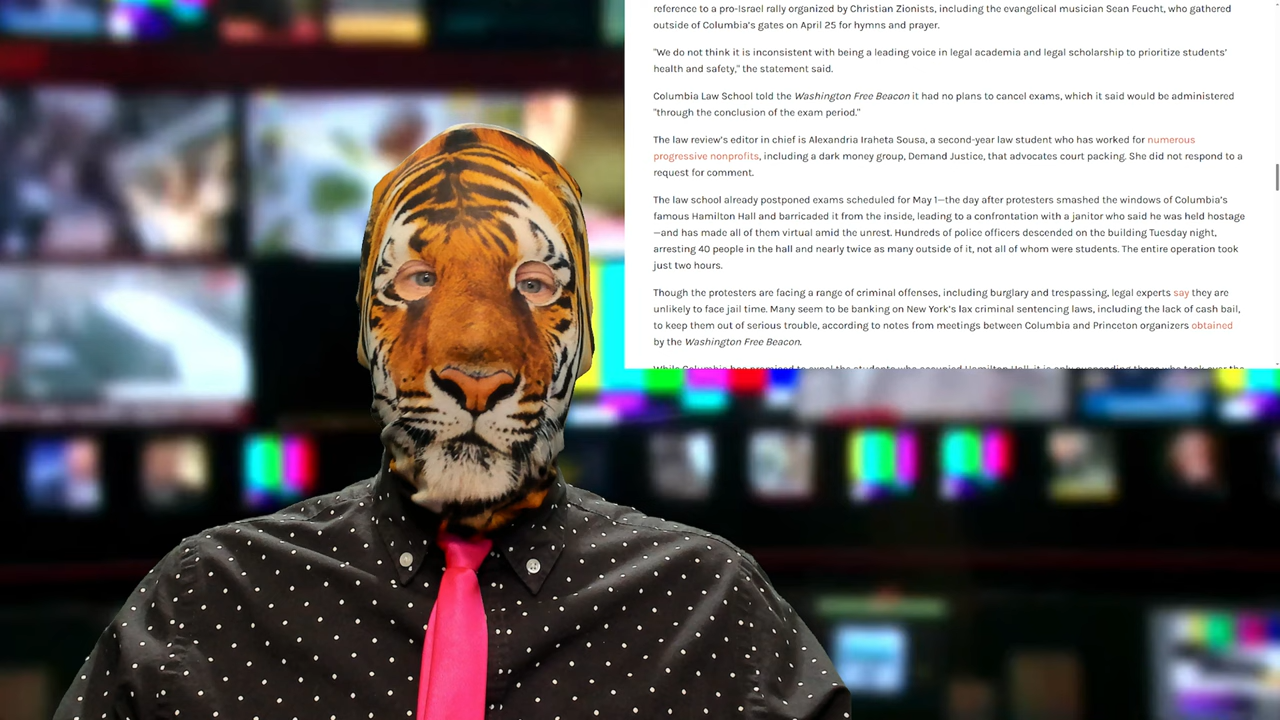 reference to a pro-Israel rally organized by Christian Zionists, including the evangelical musician Sean Feucht, who gathered
outside of Columbia's gates on April 25 for hymns and prayer.
"We do not think it is inconsistent with being a leading voice in legal academia and legal scholarship to prioritize students'
health and safety," the statement said.
Columbia Law School told the Washington Free Beacon it had no plans to cancel exams, which it said would be administered
"through the conclusion of the exam period."
The law review's editor in chief is Alexandria Iraheta Sousa, a second-year law student who has worked for numerous
progressive nonprofits, including a dark money group, Demand Justice, that advocates court packing. She did not respond to a
request for comment.
The law school already postponed exams scheduled for May 1—the day after protesters smashed the windows of Columbia's
famous Hamilton Hall and barricaded it from the inside, leading to a confrontation with a janitor who said he was held hostage
—and has made all of them virtual amid the unrest. Hundreds of police officers descended on the building Tuesday night,
arresting 40 people in the hall and nearly twice as many outside of it, not all of whom were students. The entire operation took
just two hours.
Though the protesters are facing a range of criminal offenses, including burglary and trespassing, legal experts say they are
unlikely to face jail time. Many seem to be banking on New York's lax criminal sentencing laws, including the lack of cash bail,
to keep them out of serious trouble, according to notes from meetings between Columbia and Princeton organizers obtained
by the Washington Free Beacon.